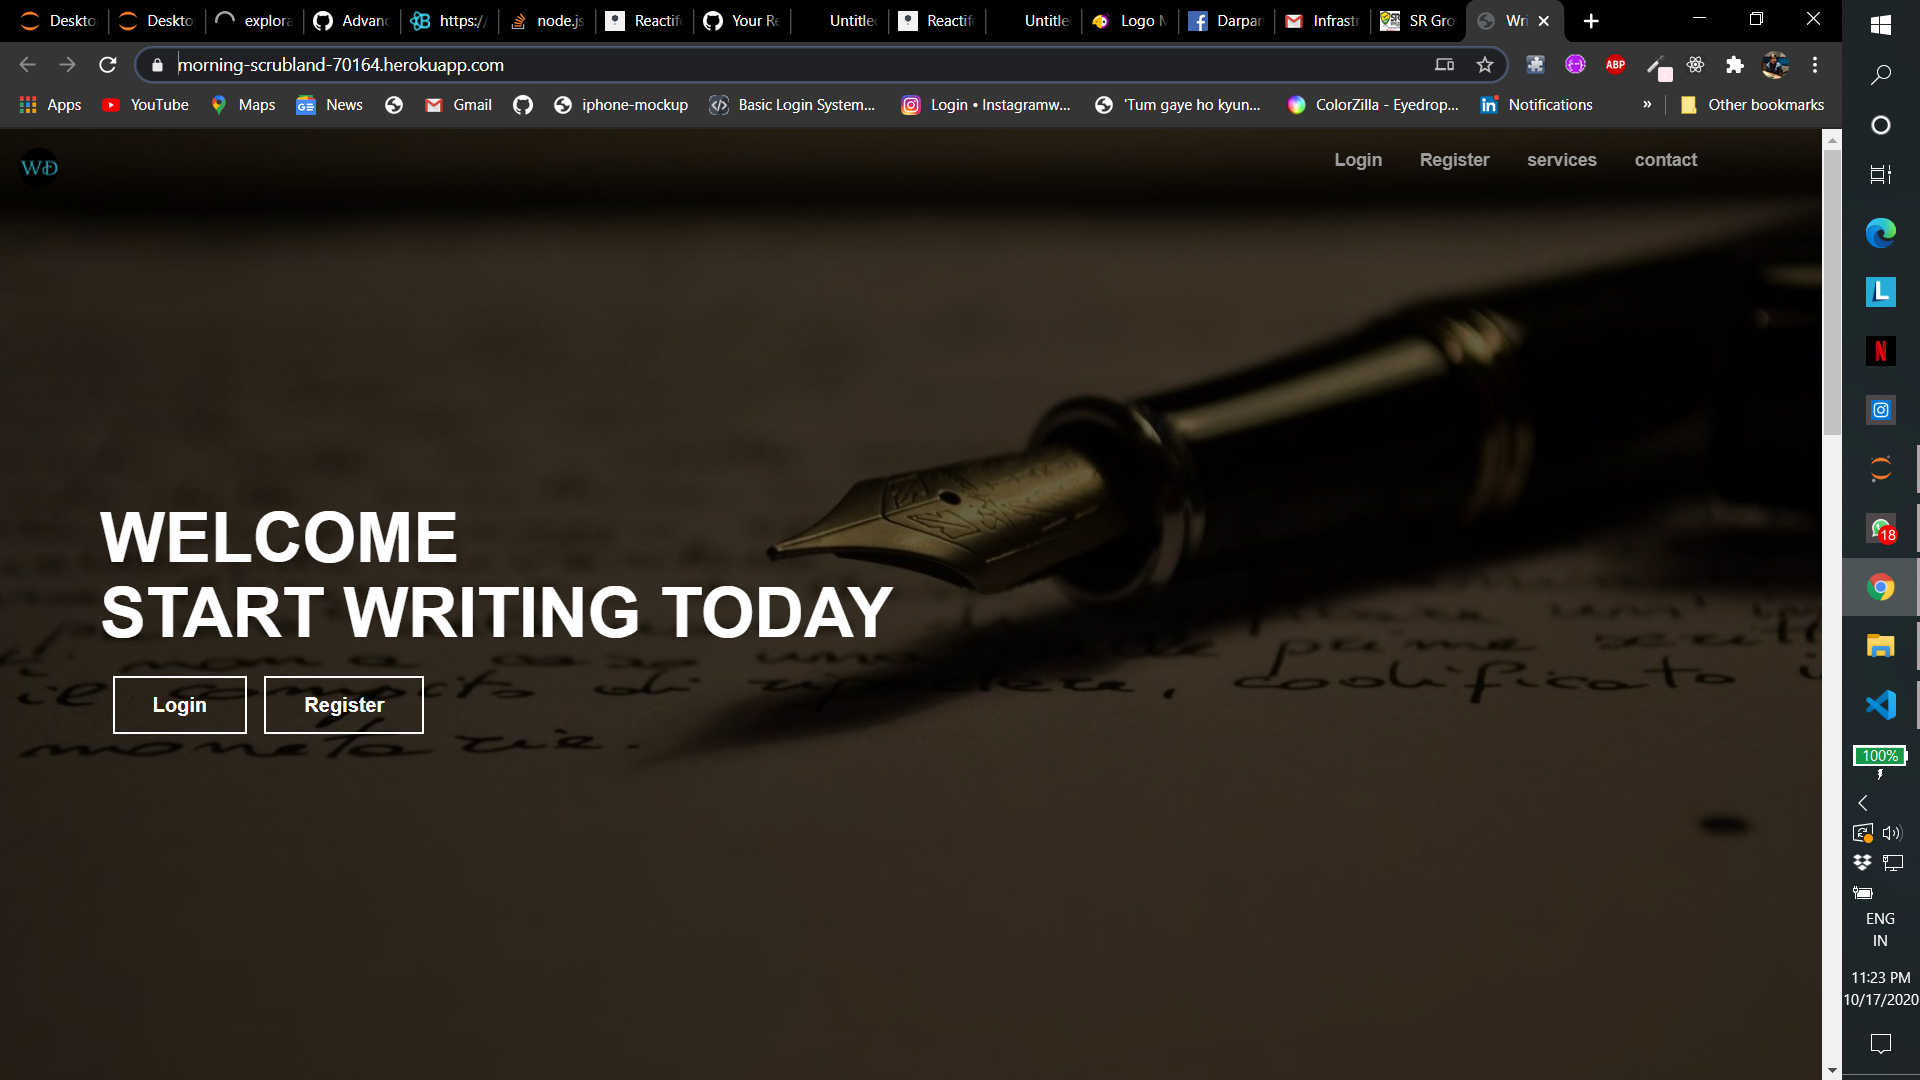 Deskto
Deskto
explora
Advanc
https:/
node.js
Reactif
Your Re
Untitle
Reactif
Untitle
Logo M
Darpan
Infrastr
SR Gro
Wri
morning-scrubland-70164.herokuapp.com
ABP
Apps
YouTube
Maps
News
Gmail
iphone-mockup
Basic Login System...
Login • Instagramw...
'Tum gaye ho kyun...
ColorZilla - Eyedrop...
Notifications
»
Other bookmarks
WD
Login
Register
services
contact
WELCOME
START WRITING TODAY
Login
Register
moneta
codificato
18
100%
ENG
IN
11:23 PM
10/17/2020